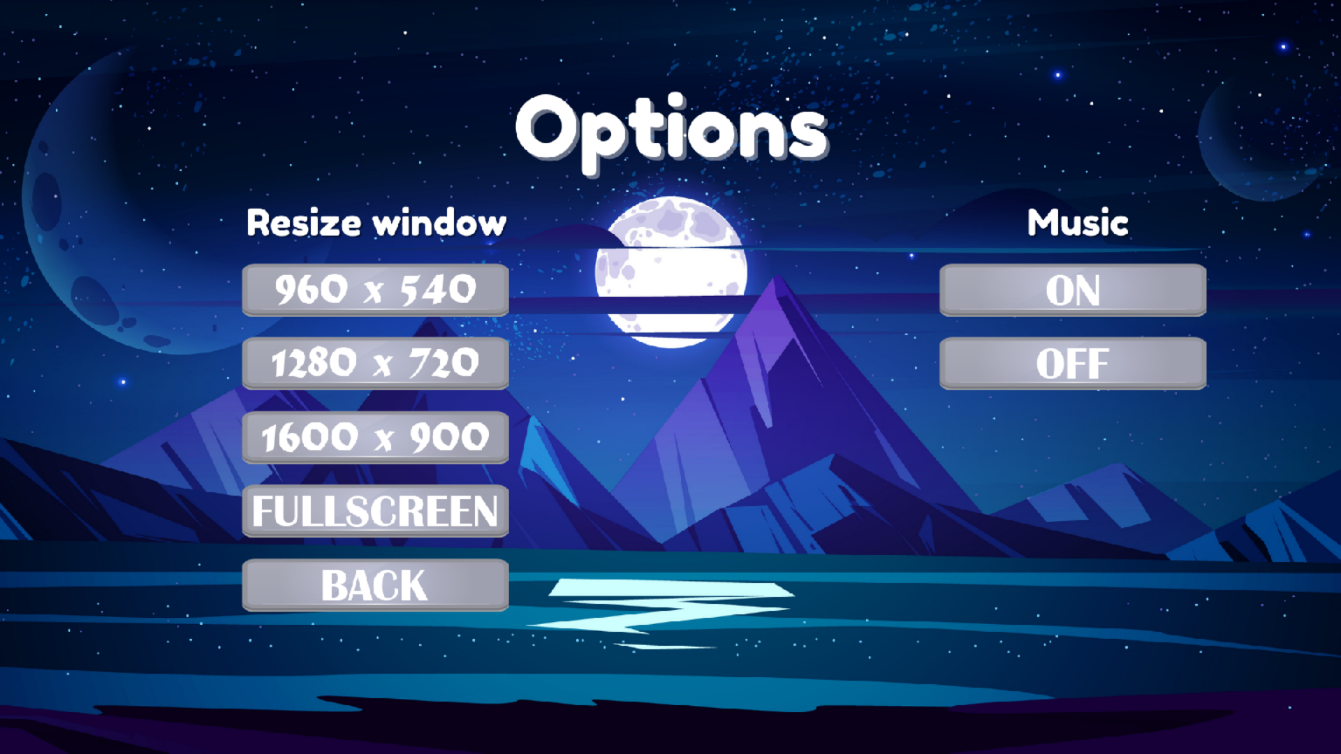 Options
Resize window
960 x 540
1280 x 720
1600 x 900
FULLSCREEN
BACK
Music
ON
OFF